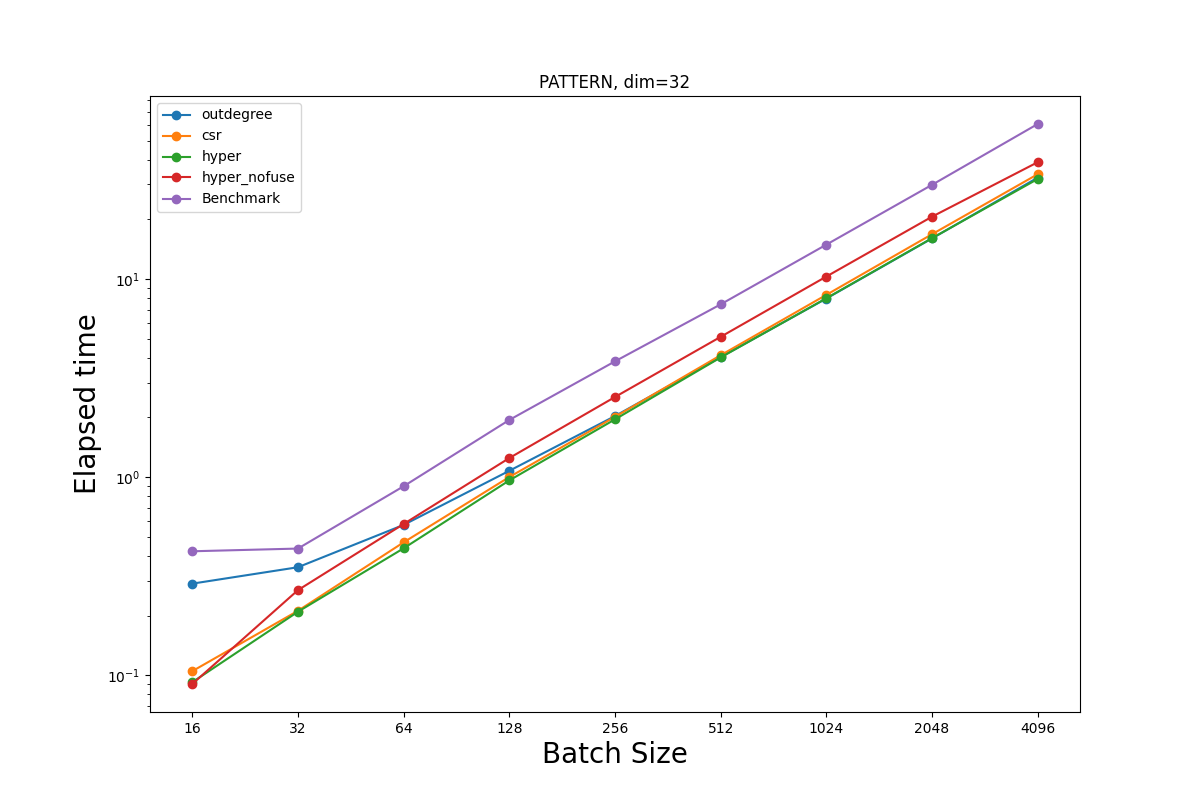 PATTERN, dim=32
outdegree
csr
hyper
hyper_nofuse
Benchmark
Elapsed time
10¹
10⁰
10⁻¹
16 32 64 128 256 512 1024 2048 4096
Batch Size